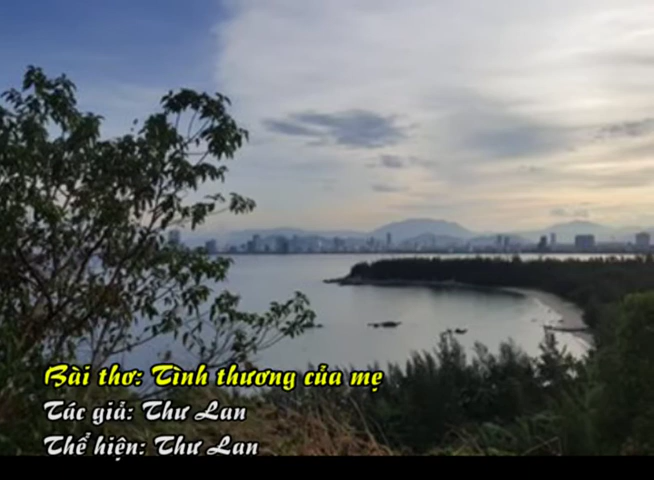 Bài thơ: Tình thương của mẹ
Tác giả: Thư Lan
Thể hiện: Thư Lan